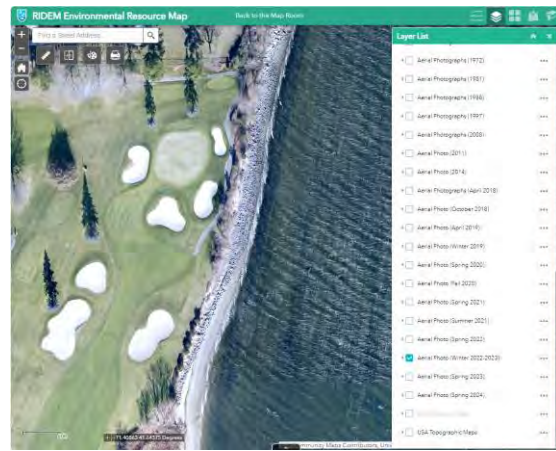 RIDEM Environmental Resource Map
Back to the Map Room
Find a Street Address
Layer List
Aerial Photographs (1972)
Aerial Photographs (1981)
Aerial Photographs (1988)
Aerial Photographs (1997)
Aerial Photographs (2008)
Aerial Photo (2011)
Aerial Photo (2014)
Aerial Photographs (April 2018)
Aerial Photo (October 2018)
Aerial Photo (April 2019)
Aerial Photo (Winter 2019)
Aerial Photo (Spring 2020)
Aerial Photo (Fall 2020)
Aerial Photo (Spring 2021)
Aerial Photo (Summer 2021)
Aerial Photo (Spring 2022)
Aerial Photo (Winter 2022-2023)
Aerial Photo (Spring 2023)
Aerial Photo (Spring 2024)
USA Topographic Maps
Degrees
Community Maps Contributors,